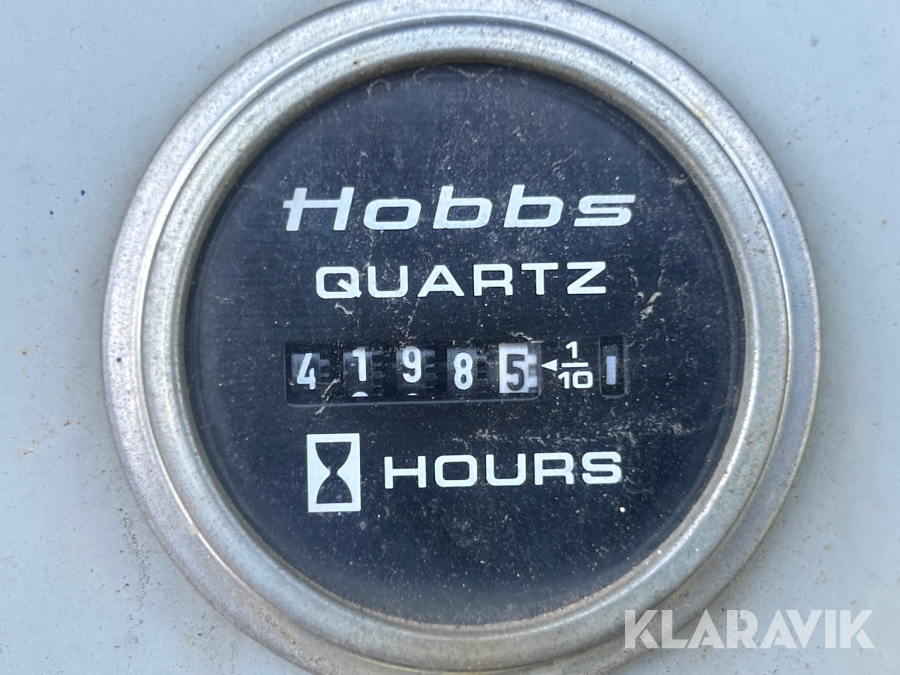 Hobbs
QUARTZ
41985 1/10
HOURS
KLARAVIK